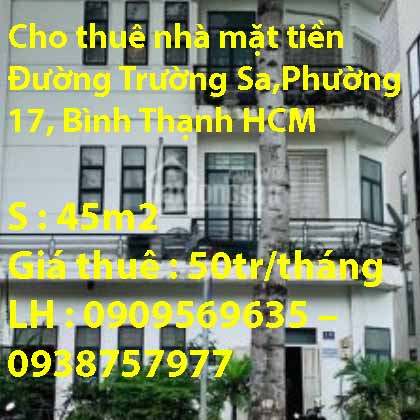 Cho thuê nhà mặt tiền
Đường Trường Sa,Phường
17, Bình Thạnh HCM
S : 45m2
Giá thuê : 50tr/tháng
LH : 0909569635 –
0938757977